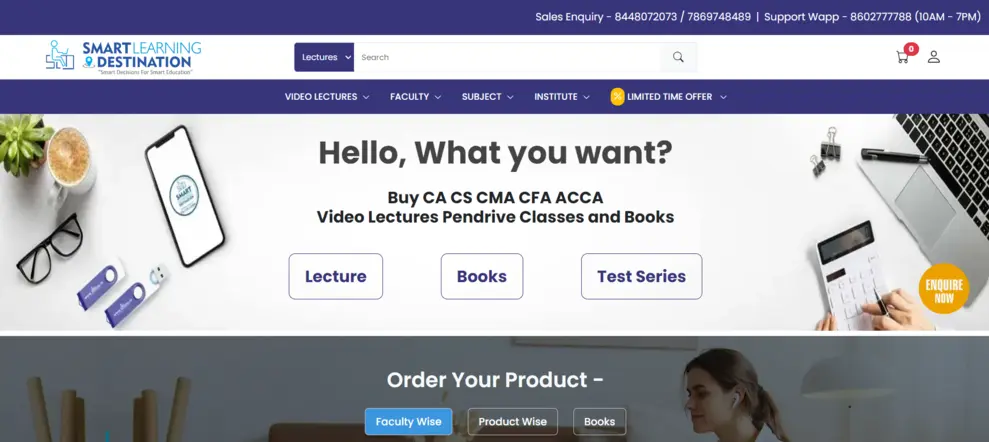 Sales Enquiry - 8448072073 / 7869748489 | Support Wapp - 8602777788 (10AM - 7PM)
SMART LEARNING
DESTINATION
"Smart Decisions For Smart Education"
Lectures
Search
0
VIDEO LECTURES
FACULTY
SUBJECT
INSTITUTE
% LIMITED TIME OFFER
Hello, What you want?
Buy CA CS CMA CFA ACCA
Video Lectures Pendrive Classes and Books
Lecture
Books
Test Series
ENQUIRE
NOW
Order Your Product -
Faculty Wise
Product Wise
Books